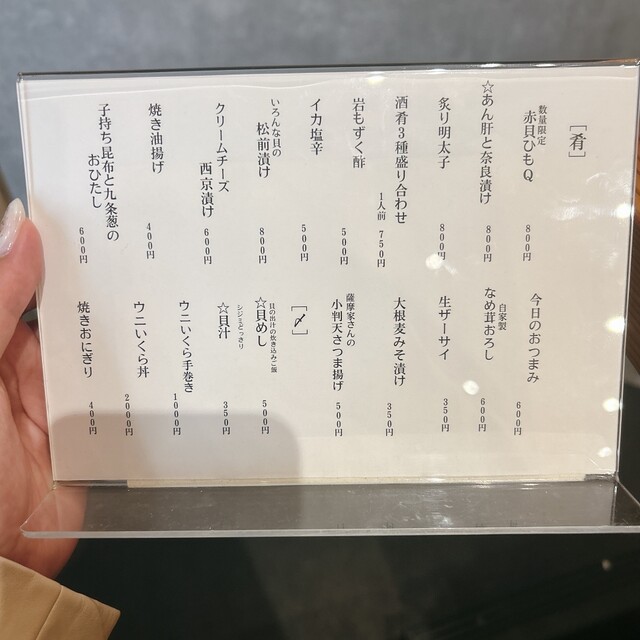 ［肴］
数量限定
赤貝ひもQ
800円
☆あん肝と奈良漬け
800円
炙り明太子
800円
酒肴3種盛り合わせ
1人前 750円
岩もずく酢
500円
イカ塩辛
500円
いろんな貝の
松前漬け
800円
クリームチーズ
西京漬け
600円
焼き油揚げ
400円
子持ち昆布と九条葱の
おひたし
600円
今日のおつまみ
600円
自家製
なめ茸おろし
600円
生ザーサイ
350円
大根麦みそ漬け
350円
薩摩家さんの
小判天さつま揚げ
500円
［〆］
貝の出汁の炊き込みご飯
☆貝めし
500円
シジミどっさり
☆貝汁
350円
ウニいくら手巻き
1000円
ウニいくら丼
2000円
焼きおにぎり
400円